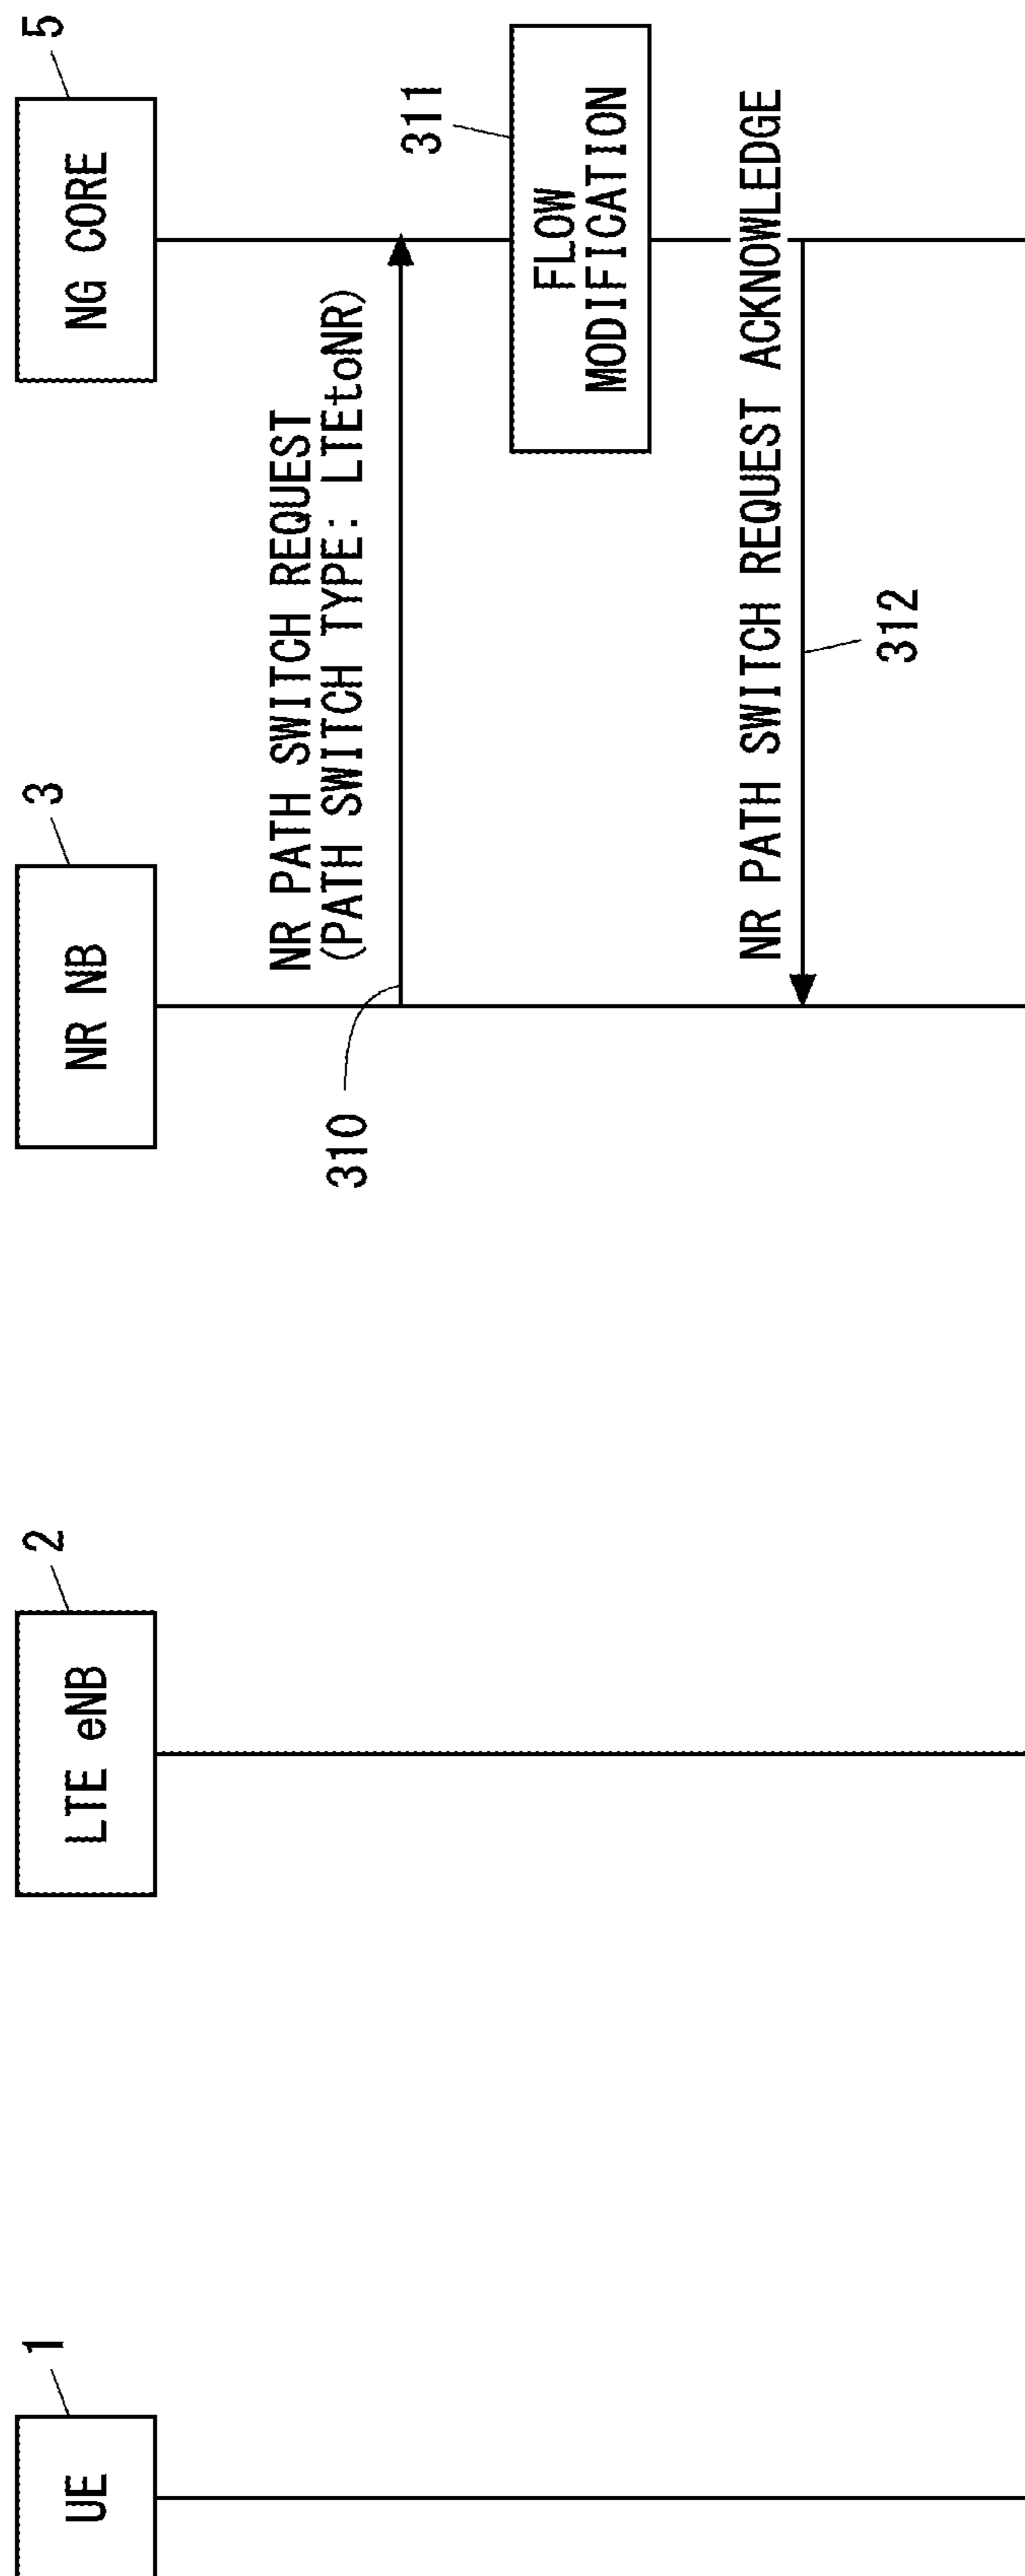 1
UE
2
LTE eNB
3
NR NB
5
NG CORE
NR PATH SWITCH REQUEST
(PATH SWITCH TYPE: LTEtoNR)
310
311
FLOW
MODIFICATION
NR PATH SWITCH REQUEST ACKNOWLEDGE
312